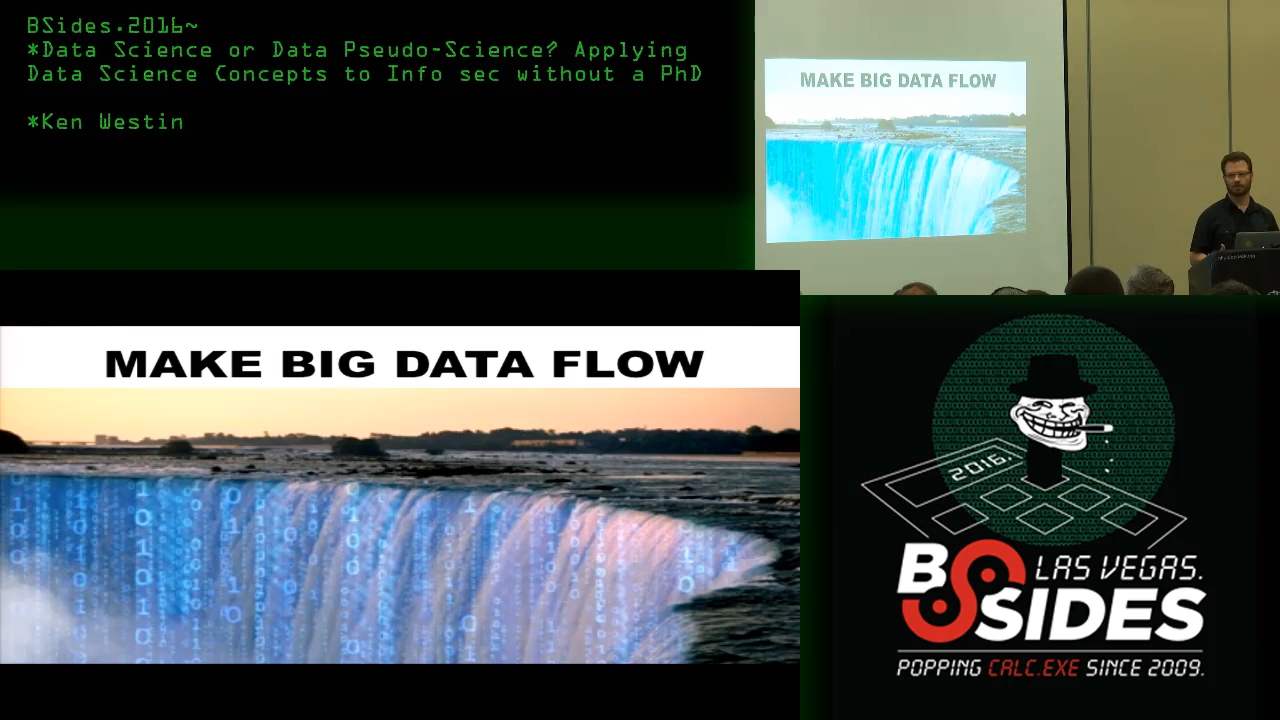 BSides.2016~
*Data Science or Data Pseudo-Science? Applying
Data Science Concepts to Info sec without a PhD
*Ken Westin
MAKE BIG DATA FLOW
MAKE BIG DATA FLOW
2016.
BSIDES
LAS VEGAS.
POPPING CALC.EXE SINCE 2009.